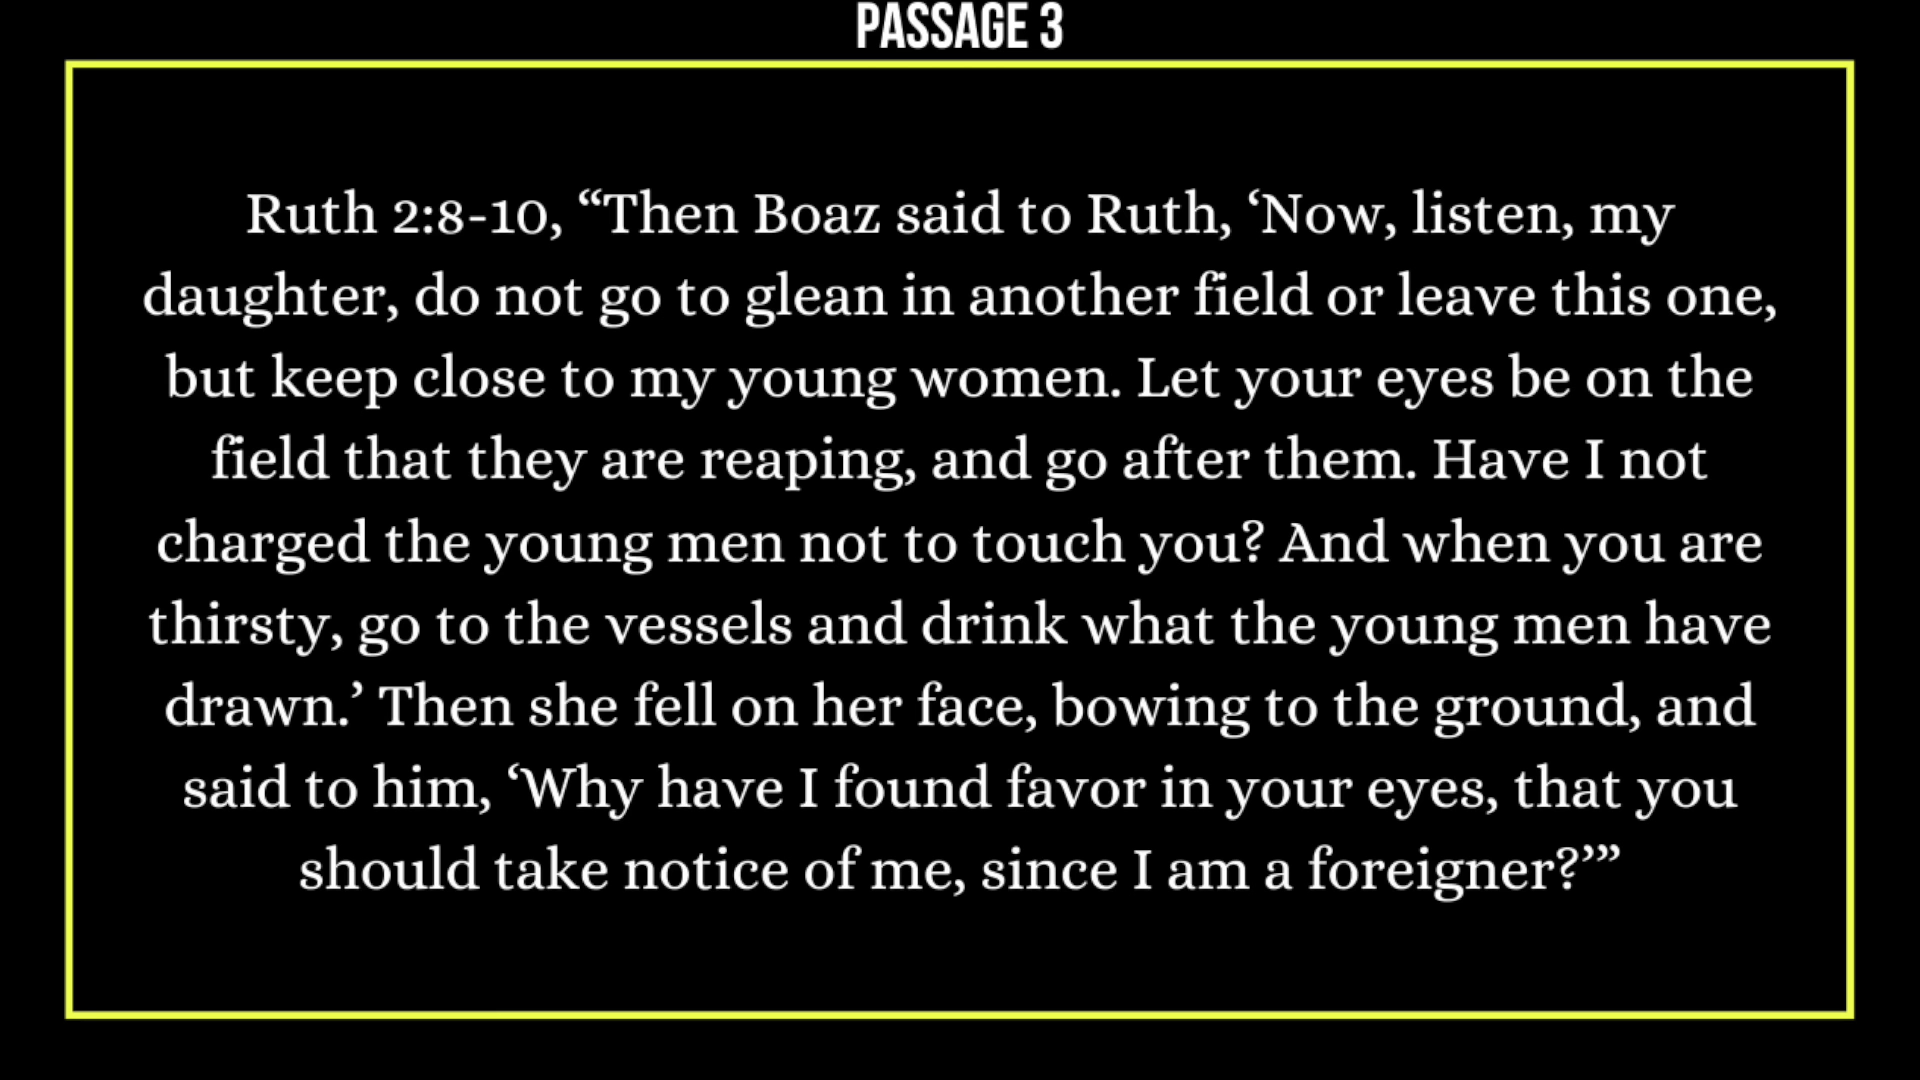 PASSAGE 3
Ruth 2:8-10, “Then Boaz said to Ruth, ‘Now, listen, my
daughter, do not go to glean in another field or leave this one,
but keep close to my young women. Let your eyes be on the
field that they are reaping, and go after them. Have I not
charged the young men not to touch you? And when you are
thirsty, go to the vessels and drink what the young men have
drawn.’ Then she fell on her face, bowing to the ground, and
said to him, ‘Why have I found favor in your eyes, that you
should take notice of me, since I am a foreigner?’”